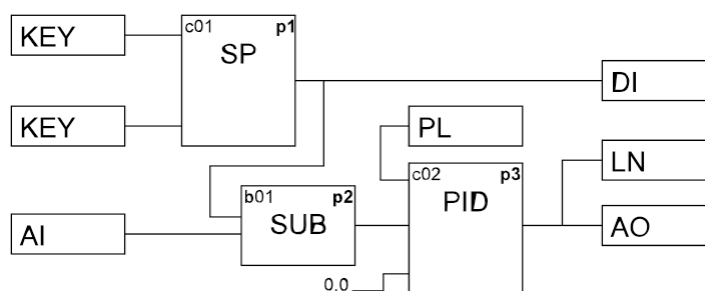 KEY
c01 p1
SP
KEY
DI
PL
LN
c02 p3
PID
b01 p2
SUB
AI
AO
0.0